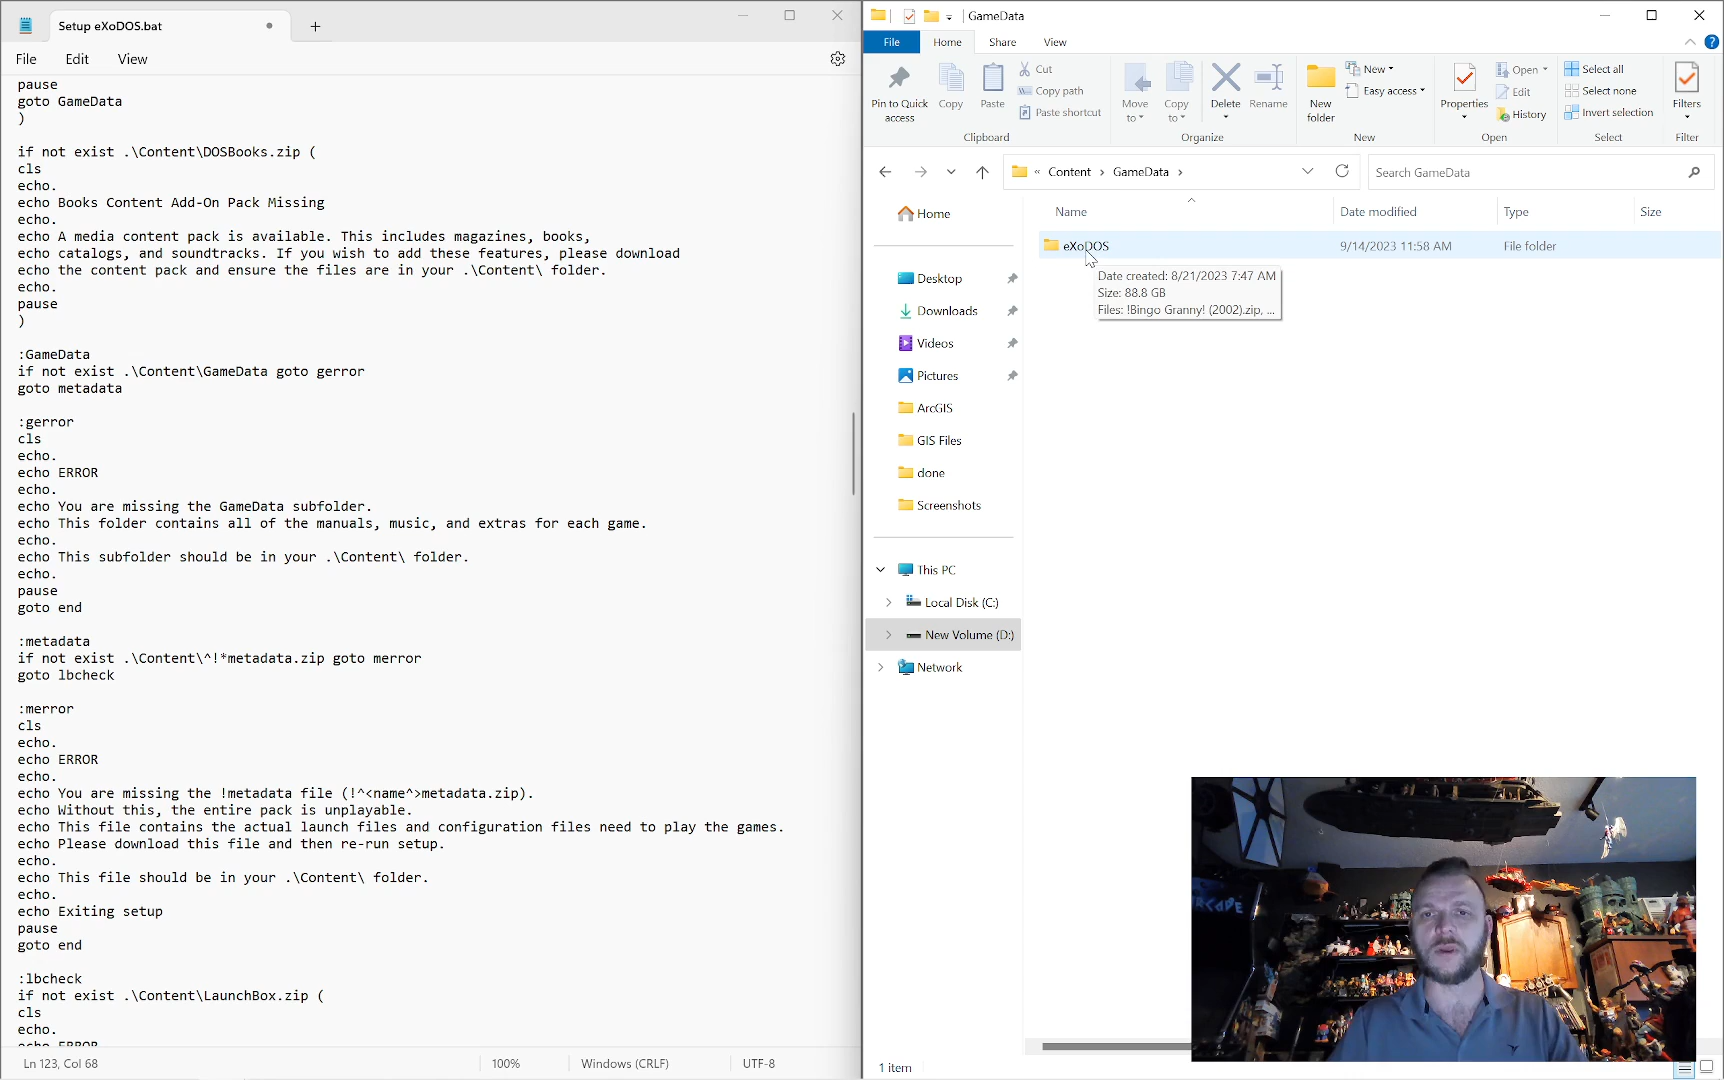 Setup eXoDOS.bat
File Edit View
pause
goto GameData
)
if not exist .\Content\DOSBooks.zip (
cls
echo.
echo Books Content Add-On Pack Missing
echo.
echo A media content pack is available. This includes magazines, books,
echo catalogs, and soundtracks. If you wish to add these features, please download
echo the content pack and ensure the files are in your .\Content\ folder.
echo.
pause
)
:GameData
if not exist .\Content\GameData goto gerror
goto metadata
:gerror
cls
echo.
echo ERROR
echo.
echo You are missing the GameData subfolder.
echo This folder contains all of the manuals, music, and extras for each game.
echo.
echo This subfolder should be in your .\Content\ folder.
echo.
pause
goto end
:metadata
if not exist .\Content\^!*metadata.zip goto merror
goto lbcheck
:merror
cls
echo.
echo ERROR
echo.
echo You are missing the !metadata file (!^<name^>metadata.zip).
echo Without this, the entire pack is unplayable.
echo This file contains the actual launch files and configuration files need to play the games.
echo Please download this file and then re-run setup.
echo.
echo This file should be in your .\Content\ folder.
echo.
echo Exiting setup
pause
goto end
:lbcheck
if not exist .\Content\LaunchBox.zip (
cls
echo.
echo ERROR
Ln 123, Col 68 100% Windows (CRLF) UTF-8
GameData
File Home Share View
Pin to Quick access
Copy
Paste
Cut
Copy path
Paste shortcut
Clipboard
Move to
Copy to
Delete
Rename
Organize
New folder
New
Easy access
New
Properties
Open
Edit
History
Open
Select all
Select none
Invert selection
Select
Filters
Filter
« Content › GameData ›
Search GameData
Name Date modified Type Size
eXoDOS 9/14/2023 11:58 AM File folder
Date created: 8/21/2023 7:47 AM
Size: 88.8 GB
Files: !Bingo Granny! (2002).zip, ...
Home
Desktop
Downloads
Videos
Pictures
ArcGIS
GIS Files
done
Screenshots
This PC
Local Disk (C:)
New Volume (D:)
Network
1 item